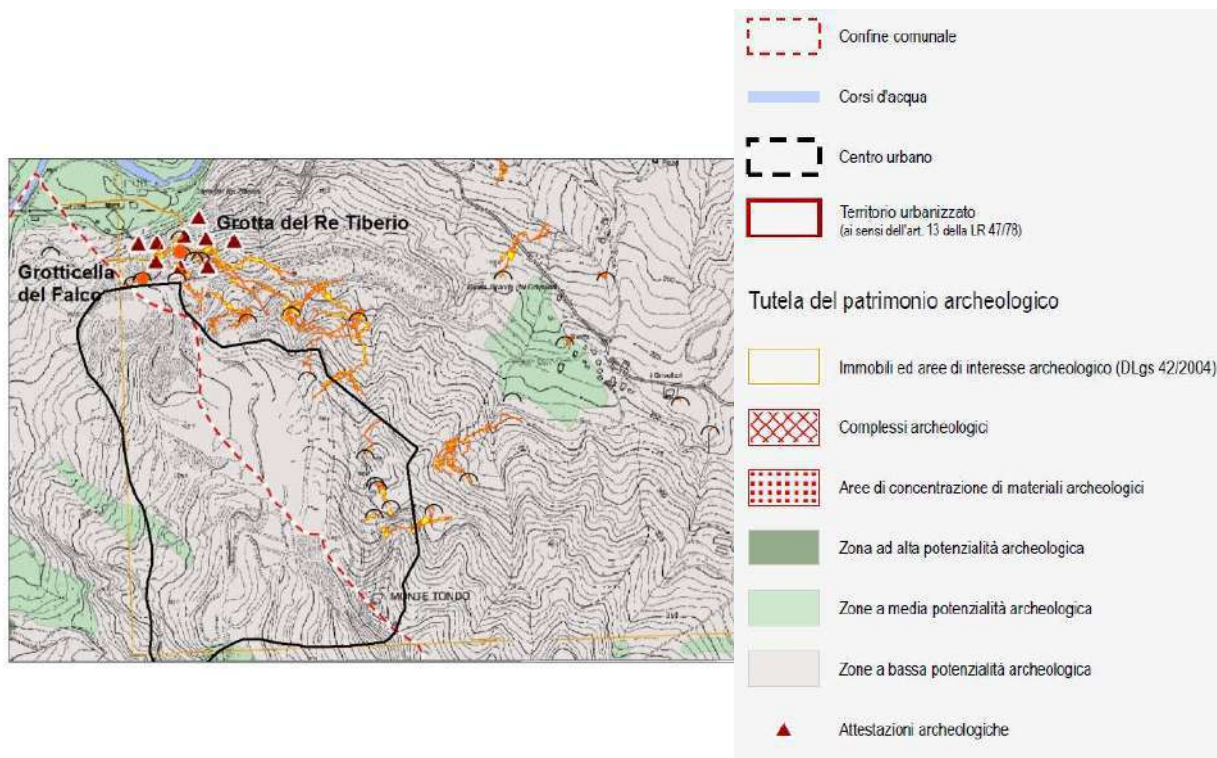 Grotta del Re Tiberio
Grotticella
del Falco
MONTE TONDO
Confine comunale
Corsi d'acqua
Centro urbano
Territorio urbanizzato
(ai sensi dell'art. 13 della LR 47/78)
Tutela del patrimonio archeologico
Immobili ed aree di interesse archeologico (DLgs 42/2004)
Complessi archeologici
Aree di concentrazione di materiali archeologici
Zona ad alta potenzialità archeologica
Zone a media potenzialità archeologica
Zone a bassa potenzialità archeologica
Attestazioni archeologiche